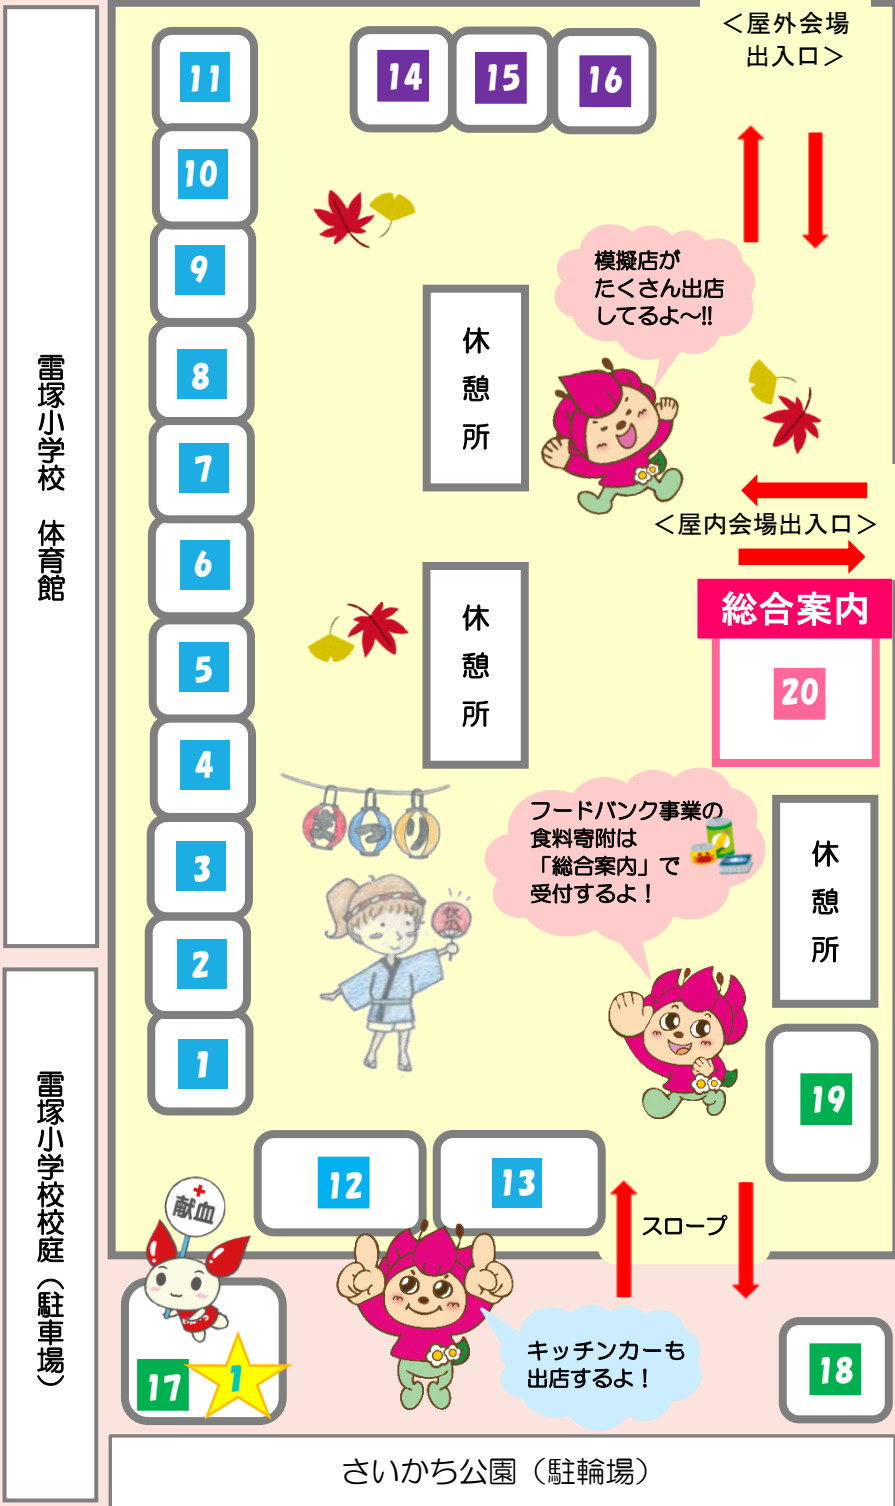 ＜屋外会場
出入口＞
11
14
15
16
10
9
模擬店が
たくさん出店
してるよ～!!
休憩所
8
雷塚小学校　体育館
7
＜屋内会場出入口＞
6
総合案内
休憩所
5
20
4
まつり
フードバンク事業の
食料寄附は
「総合案内」で
受付するよ！
3
休憩所
祭
2
1
19
雷塚小学校校庭（駐車場）
12
13
献血
スロープ
キッチンカーも
出店するよ！
17
1
18
さいかち公園（駐輪場）